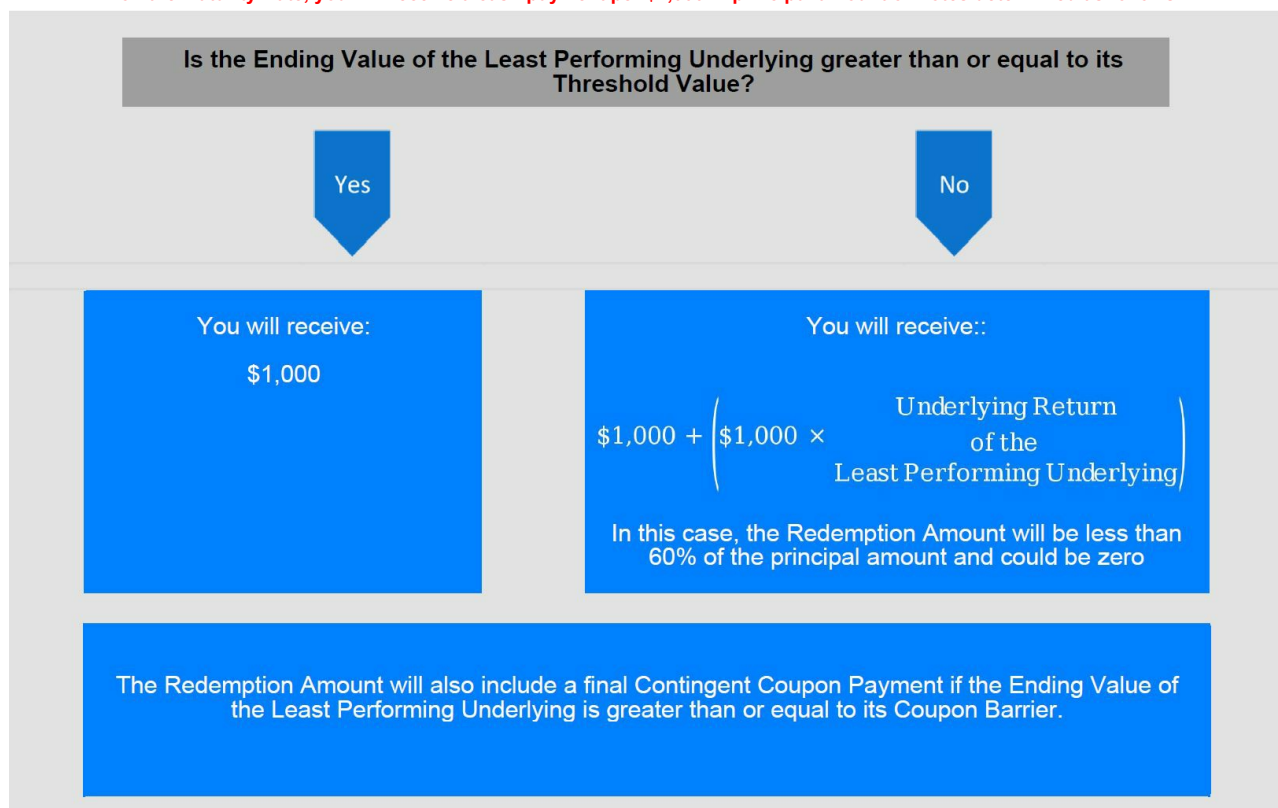 Is the Ending Value of the Least Performing Underlying greater than or equal to its
Threshold Value?
Yes
No
You will receive:
$1,000
You will receive::
$1,000 + ($1,000 × Underlying Return
of the
Least Performing Underlying)
In this case, the Redemption Amount will be less than
60% of the principal amount and could be zero
The Redemption Amount will also include a final Contingent Coupon Payment if the Ending Value of
the Least Performing Underlying is greater than or equal to its Coupon Barrier.